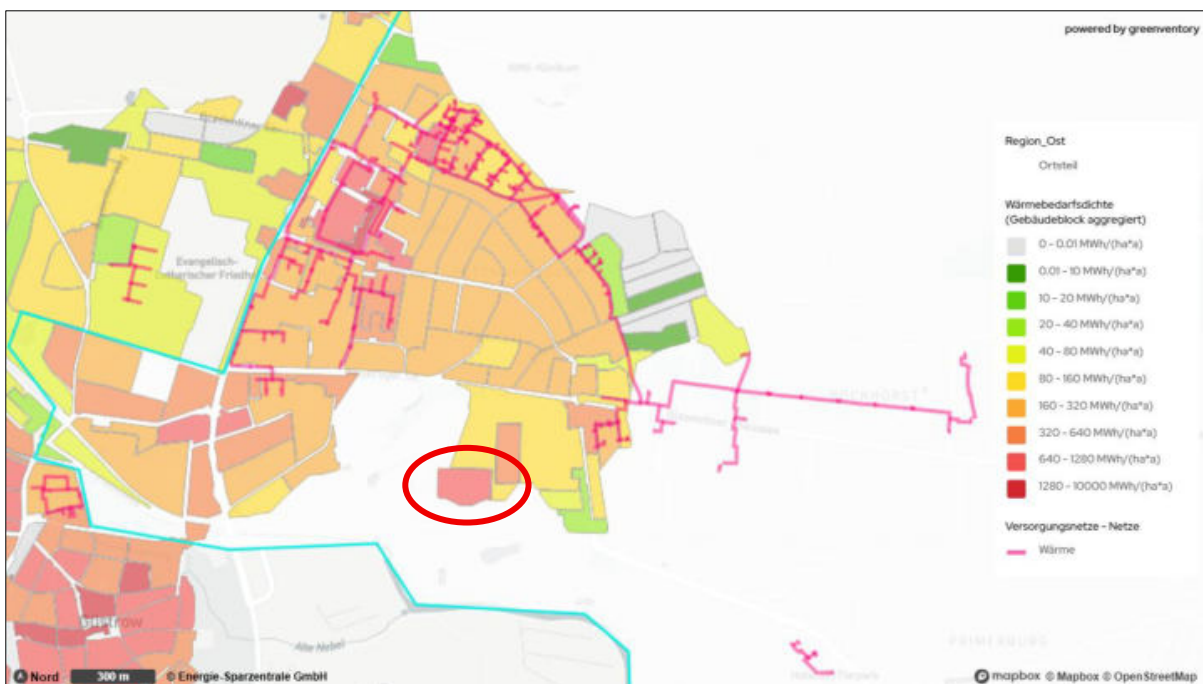 powered by greenventory
Region_Ost
Ortsteil
Wärmebedarfsdichte
(Gebäudeblock aggregiert)
0 - 0.01 MWh/(ha*a)
0.01 - 10 MWh/(ha*a)
10 - 20 MWh/(ha*a)
20 - 40 MWh/(ha*a)
40 - 80 MWh/(ha*a)
80 - 160 MWh/(ha*a)
160 - 320 MWh/(ha*a)
320 - 640 MWh/(ha*a)
640 - 1280 MWh/(ha*a)
1280 - 10000 MWh/(ha*a)
Versorgungsnetze - Netze
Wärme
Evangelisch-
Lutherischer Friedhof
Güstrow
Alte Nebel
PRIMERBURG
Nord
300 m
© Energie-Sparzentrale GmbH
mapbox © Mapbox © OpenStreetMap